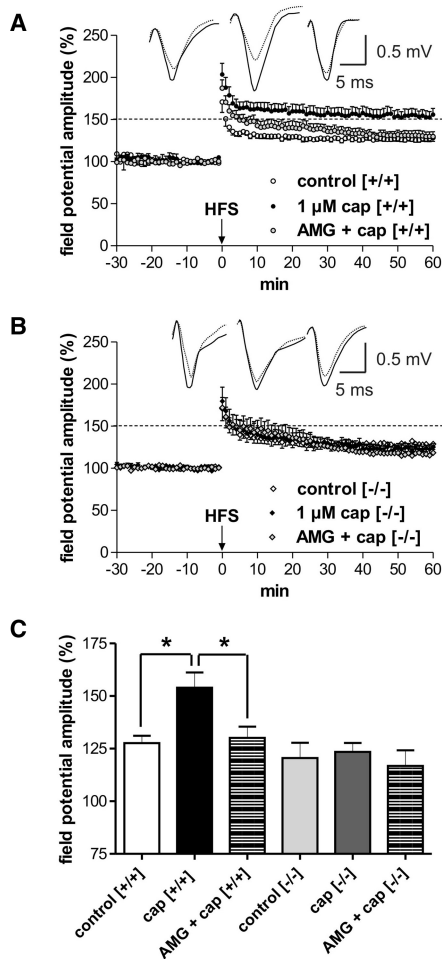 A
field potential amplitude (%)
250
200
150
100
50
0
-30
-20
-10
0
10
20
30
40
50
60
min
HFS
0.5 mV
5 ms
control [+/+]
1 µM cap [+/+]
AMG + cap [+/+]
B
field potential amplitude (%)
250
200
150
100
50
0
-30
-20
-10
0
10
20
30
40
50
60
min
HFS
0.5 mV
5 ms
control [-/-]
1 µM cap [-/-]
AMG + cap [-/-]
C
field potential amplitude (%)
175
150
125
100
75
*
*
control [+/+]
cap [+/+]
AMG + cap [+/+]
control [-/-]
cap [-/-]
AMG + cap [-/-]